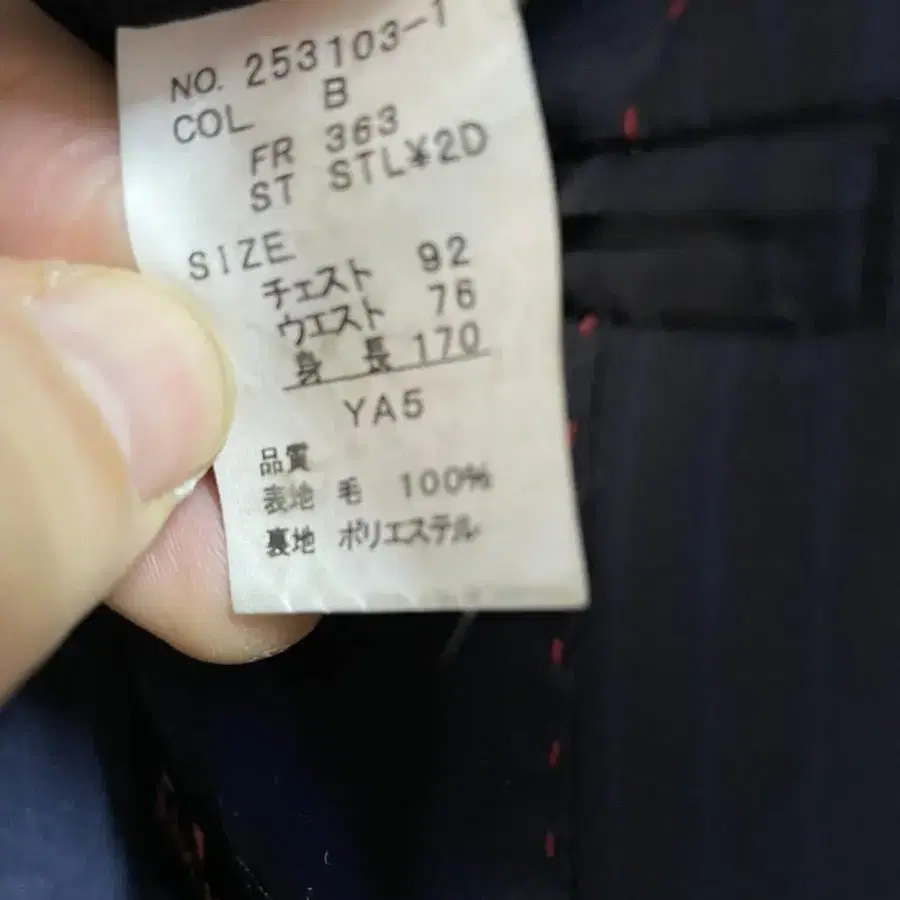 NO. 253103-1
COL B
FR 363
ST STL¥2D
SIZE
チェスト 92
ウエスト 76
身長 170
YA5
品質
表地 毛 100%
裏地 ポリエステル